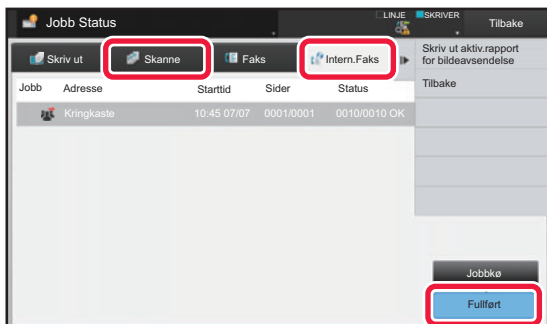 Jobb Status
LINJE
SKRIVER
Tilbake
Skriv ut
Skanne
Faks
Intern.Faks
Skriv ut aktiv.rapport
for bildeavsendelse
Tilbake
Jobb Adresse Starttid Sider Status
Kringkaste 10:45 07/07 0001/0001 0010/0010 OK
Jobbkø
Fullført